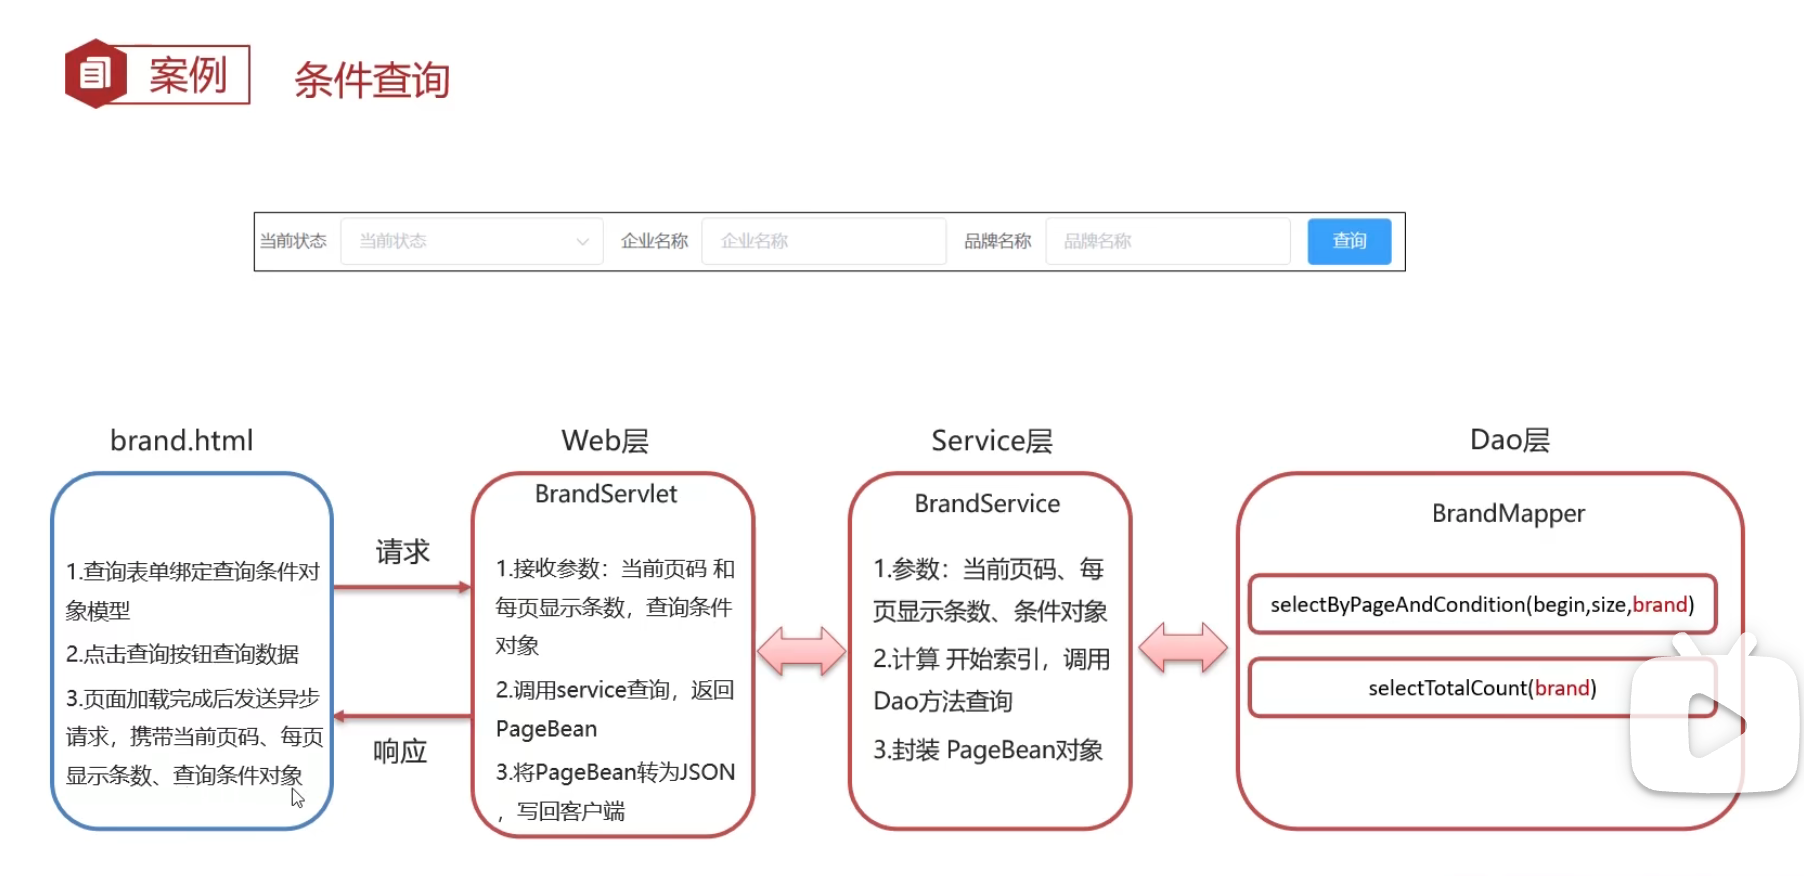 案例
条件查询
当前状态 当前状态 企业名称 企业名称 品牌名称 品牌名称 查询
brand.html
1.查询表单绑定查询条件对
象模型
2.点击查询按钮查询数据
3.页面加载完成后发送异步
请求，携带当前页码、每页
显示条数、查询条件对象
请求
响应
Web层
BrandServlet
1.接收参数：当前页码 和
每页显示条数，查询条件
对象
2.调用service查询，返回
PageBean
3.将PageBean转为JSON
，写回客户端
Service层
BrandService
1.参数：当前页码、每
页显示条数、条件对象
2.计算 开始索引，调用
Dao方法查询
3.封装 PageBean对象
Dao层
BrandMapper
selectByPageAndCondition(begin,size,brand)
selectTotalCount(brand)